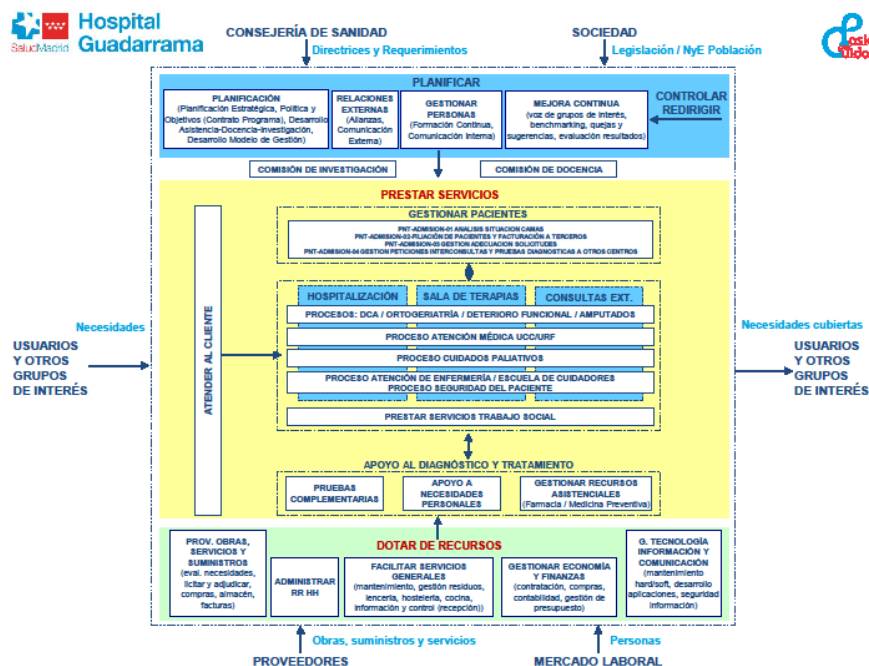 SaludMadrid
Hospital
Guadarrama
CONSEJERÍA DE SANIDAD
SOCIEDAD
Directrices y Requerimientos
Legislación / NyE Población
PLANIFICAR
PLANIFICACIÓN
(Planificación Estratégica, Política y
Objetivos (Contrato Programa), Desarrollo
Asistencia-Docencia-Investigación,
Desarrollo Modelo de Gestión)
RELACIONES
EXTERNAS
(Alianzas,
Comunicación
Externa)
GESTIONAR
PERSONAS
(Formación Continua,
Comunicación Interna)
MEJORA CONTINUA
(voz de grupos de interés,
benchmarking, quejas y
sugerencias, evaluación resultados)
CONTROLAR
REDIRIGIR
COMISIÓN DE INVESTIGACIÓN
COMISIÓN DE DOCENCIA
PRESTAR SERVICIOS
GESTIONAR PACIENTES
PNT-ADMISION-01 ANALISIS SITUACION CAMAS
PNT-ADMISION-02-FILIACIÓN DE PACIENTES Y FACTURACIÓN A TERCEROS
PNT-ADMISION-03 GESTION ADECUACION SOLICITUDES
PNT-ADMISION-04 GESTION PETICIONES INTERCONSULTAS Y PRUEBAS DIAGNOSTICAS A OTROS CENTROS
HOSPITALIZACIÓN
SALA DE TERAPIAS
CONSULTAS EXT.
PROCESOS: DCA / ORTOGERIATRÍA / DETERIORO FUNCIONAL / AMPUTADOS
PROCESO ATENCIÓN MÉDICA UCC/URF
PROCESO CUIDADOS PALIATIVOS
PROCESO ATENCIÓN DE ENFERMERÍA / ESCUELA DE CUIDADORES
PROCESO SEGURIDAD DEL PACIENTE
PRESTAR SERVICIOS TRABAJO SOCIAL
ATENDER AL CLIENTE
Necesidades
USUARIOS
Y OTROS
GRUPOS
DE INTERÉS
Necesidades cubiertas
USUARIOS
Y OTROS
GRUPOS
DE INTERÉS
APOYO AL DIAGNÓSTICO Y TRATAMIENTO
PRUEBAS
COMPLEMENTARIAS
APOYO A
NECESIDADES
PERSONALES
GESTIONAR RECURSOS
ASISTENCIALES
(Farmacia / Medicina Preventiva)
DOTAR DE RECURSOS
PROV. OBRAS,
SERVICIOS Y
SUMINISTROS
(eval. necesidades,
licitar y adjudicar,
compras, almacén,
facturas)
ADMINISTRAR
RR HH
FACILITAR SERVICIOS
GENERALES
(mantenimiento, gestión residuos,
lencería, hostelería, cocina,
información y control (recepción))
GESTIONAR ECONOMÍA
Y FINANZAS
(contratación, compras,
contabilidad, gestión de
presupuesto)
G. TECNOLOGÍA
INFORMACIÓN Y
COMUNICACIÓN
(mantenimiento
hard/soft, desarrollo
aplicaciones, seguridad
información)
Obras, suministros y servicios
Personas
PROVEEDORES
MERCADO LABORAL